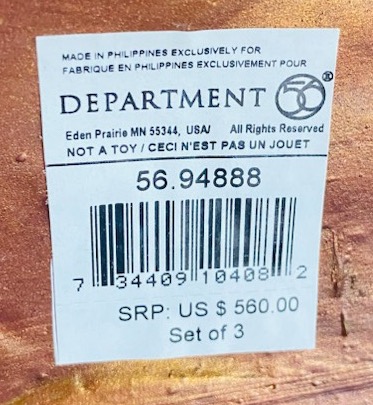 MADE IN PHILIPPINES EXCLUSIVELY FOR
FABRIQUE EN PHILIPPINES EXCLUSIVEMENT POUR
DEPARTMENT 56®
Eden Prairie MN 55344, USA/ All Rights Reserved
NOT A TOY / CECI N'EST PAS UN JOUET
56.94888
7 34409 10408 2
SRP: US $ 560.00
Set of 3